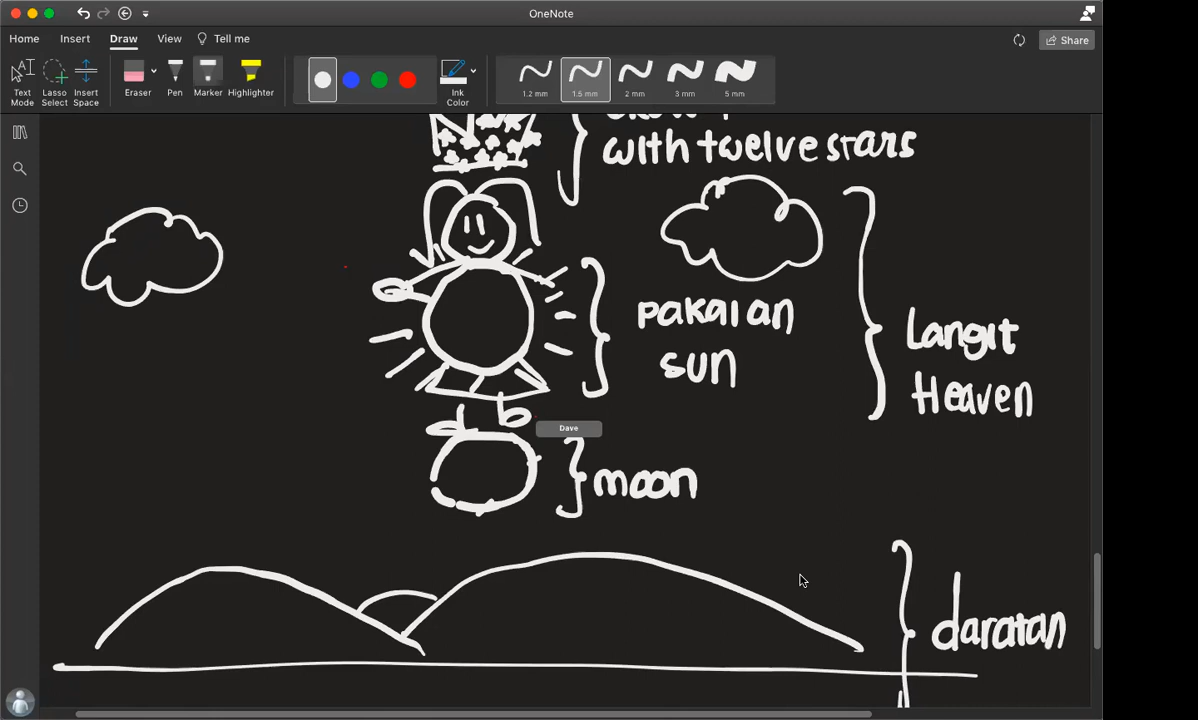 OneNote
Home
Insert
Draw
View
Tell me
Share
Text
Mode
Lasso
Select
Insert
Space
Eraser
Pen
Marker
Highlighter
Ink
Color
1.2 mm
1.5 mm
2 mm
3 mm
5 mm
with twelve stars
pakaian
sun
Langit
Heaven
Dave
moon
daratan